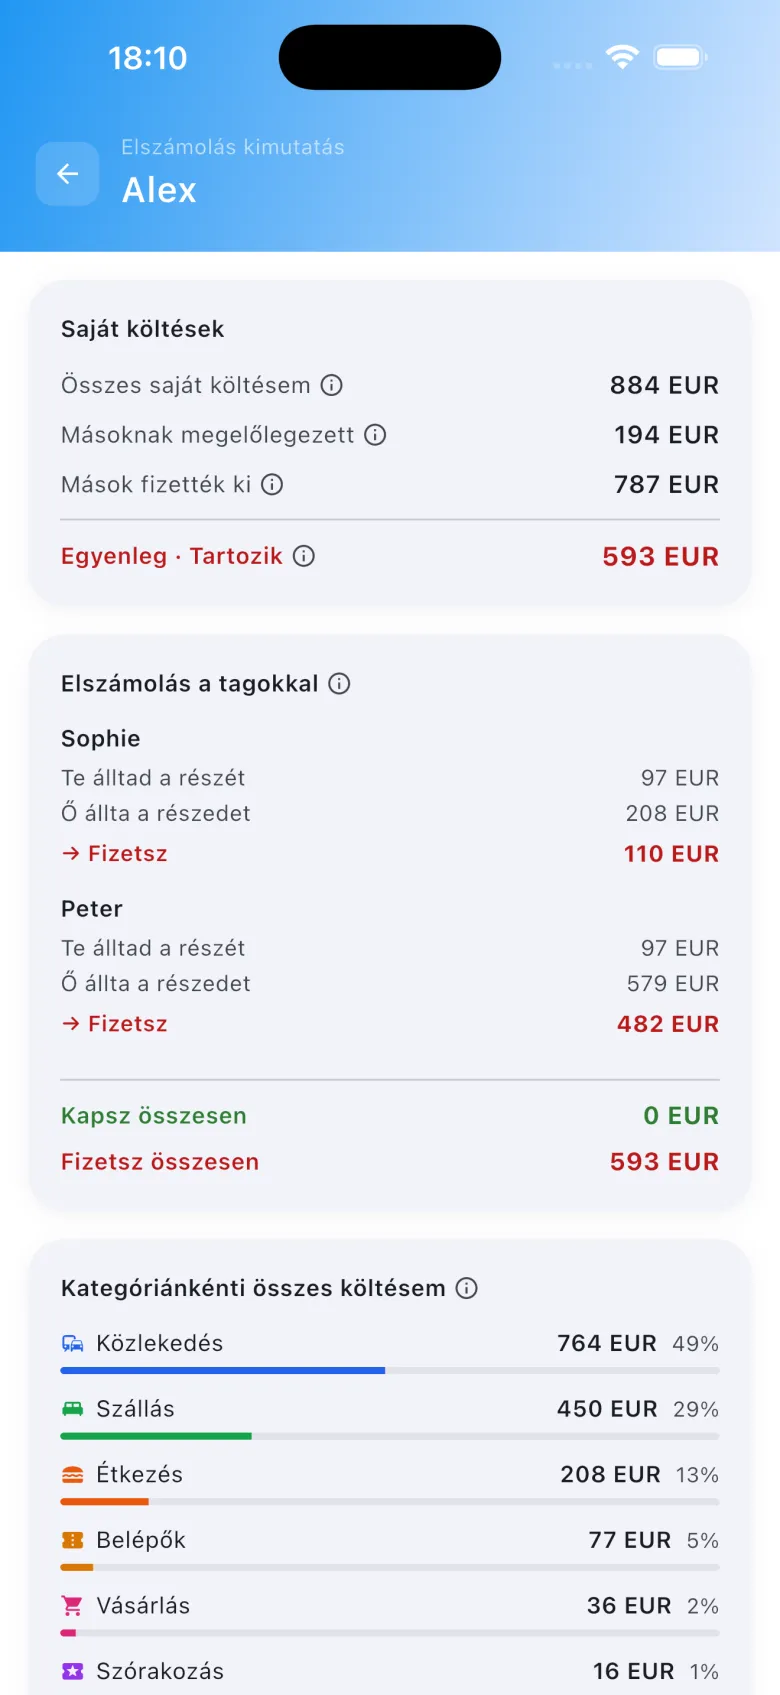 18:10
Elszámolás kimutatás
Alex
Saját költések
Összes saját költésem 884 EUR
Másoknak megelőlegezett 194 EUR
Mások fizették ki 787 EUR
Egyenleg · Tartozik 593 EUR
Elszámolás a tagokkal
Sophie
Te álltad a részét 97 EUR
Ő állta a részedet 208 EUR
→ Fizetsz 110 EUR
Peter
Te álltad a részét 97 EUR
Ő állta a részedet 579 EUR
→ Fizetsz 482 EUR
Kapsz összesen 0 EUR
Fizetsz összesen 593 EUR
Kategóriánkénti összes költésem
Közlekedés 764 EUR 49%
Szállás 450 EUR 29%
Étkezés 208 EUR 13%
Belépők 77 EUR 5%
Vásárlás 36 EUR 2%
Szórakozás 16 EUR 1%